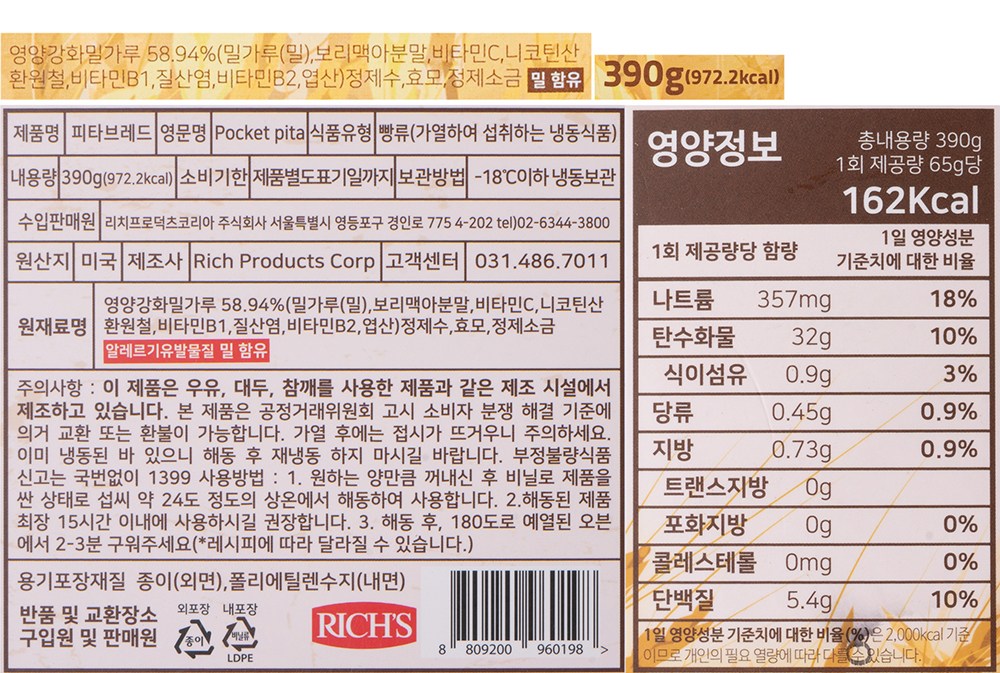 영양강화밀가루 58.94%(밀가루(밀),보리맥아분말,비타민C,니코틴산
환원철,비타민B1,질산염,비타민B2,엽산)정제수,효모,정제소금 밀 함유
390g(972.2kcal)
제품명 피타브레드 영문명 Pocket pita 식품유형 빵류(가열하여 섭취하는 냉동식품)
내용량 390g(972.2kcal) 소비기한 제품별도표기일까지 보관방법 -18℃이하 냉동보관
수입판매원 리치프로덕츠코리아 주식회사 서울특별시 영등포구 경인로 775 4-202 tel)02-6344-3800
원산지 미국 제조사 Rich Products Corp 고객센터 031.486.7011
원재료명
영양강화밀가루 58.94%(밀가루(밀),보리맥아분말,비타민C,니코틴산
환원철,비타민B1,질산염,비타민B2,엽산)정제수,효모,정제소금
알레르기유발물질 밀 함유
주의사항 : 이 제품은 우유, 대두, 참깨를 사용한 제품과 같은 제조 시설에서
제조하고 있습니다. 본 제품은 공정거래위원회 고시 소비자 분쟁 해결 기준에
의거 교환 또는 환불이 가능합니다. 가열 후에는 접시가 뜨거우니 주의하세요.
이미 냉동된 바 있으니 해동 후 재냉동 하지 마시길 바랍니다. 부정불량식품
신고는 국번없이 1399 사용방법 : 1. 원하는 양만큼 꺼내신 후 비닐로 제품을
싼 상태로 섭씨 약 24도 정도의 상온에서 해동하여 사용합니다. 2.해동된 제품
최장 15시간 이내에 사용하시길 권장합니다. 3. 해동 후, 180도로 예열된 오븐
에서 2-3분 구워주세요(*레시피에 따라 달라질 수 있습니다.)
용기포장재질 종이(외면),폴리에틸렌수지(내면)
반품 및 교환장소
구입원 및 판매원
외포장 내포장
종이 비닐류
LDPE
RICH'S
8 809200 960198 >
영양정보
총내용량 390g
1회 제공량 65g당
162Kcal
1회 제공량당 함량
1일 영양성분
기준치에 대한 비율
나트륨 357mg 18%
탄수화물 32g 10%
식이섬유 0.9g 3%
당류 0.45g 0.9%
지방 0.73g 0.9%
트랜스지방 0g
포화지방 0g 0%
콜레스테롤 0mg 0%
단백질 5.4g 10%
1일 영양성분 기준치에 대한 비율(%)은 2,000kcal 기준
이므로 개인의 필요 열량에 따라 다를 수 있습니다.